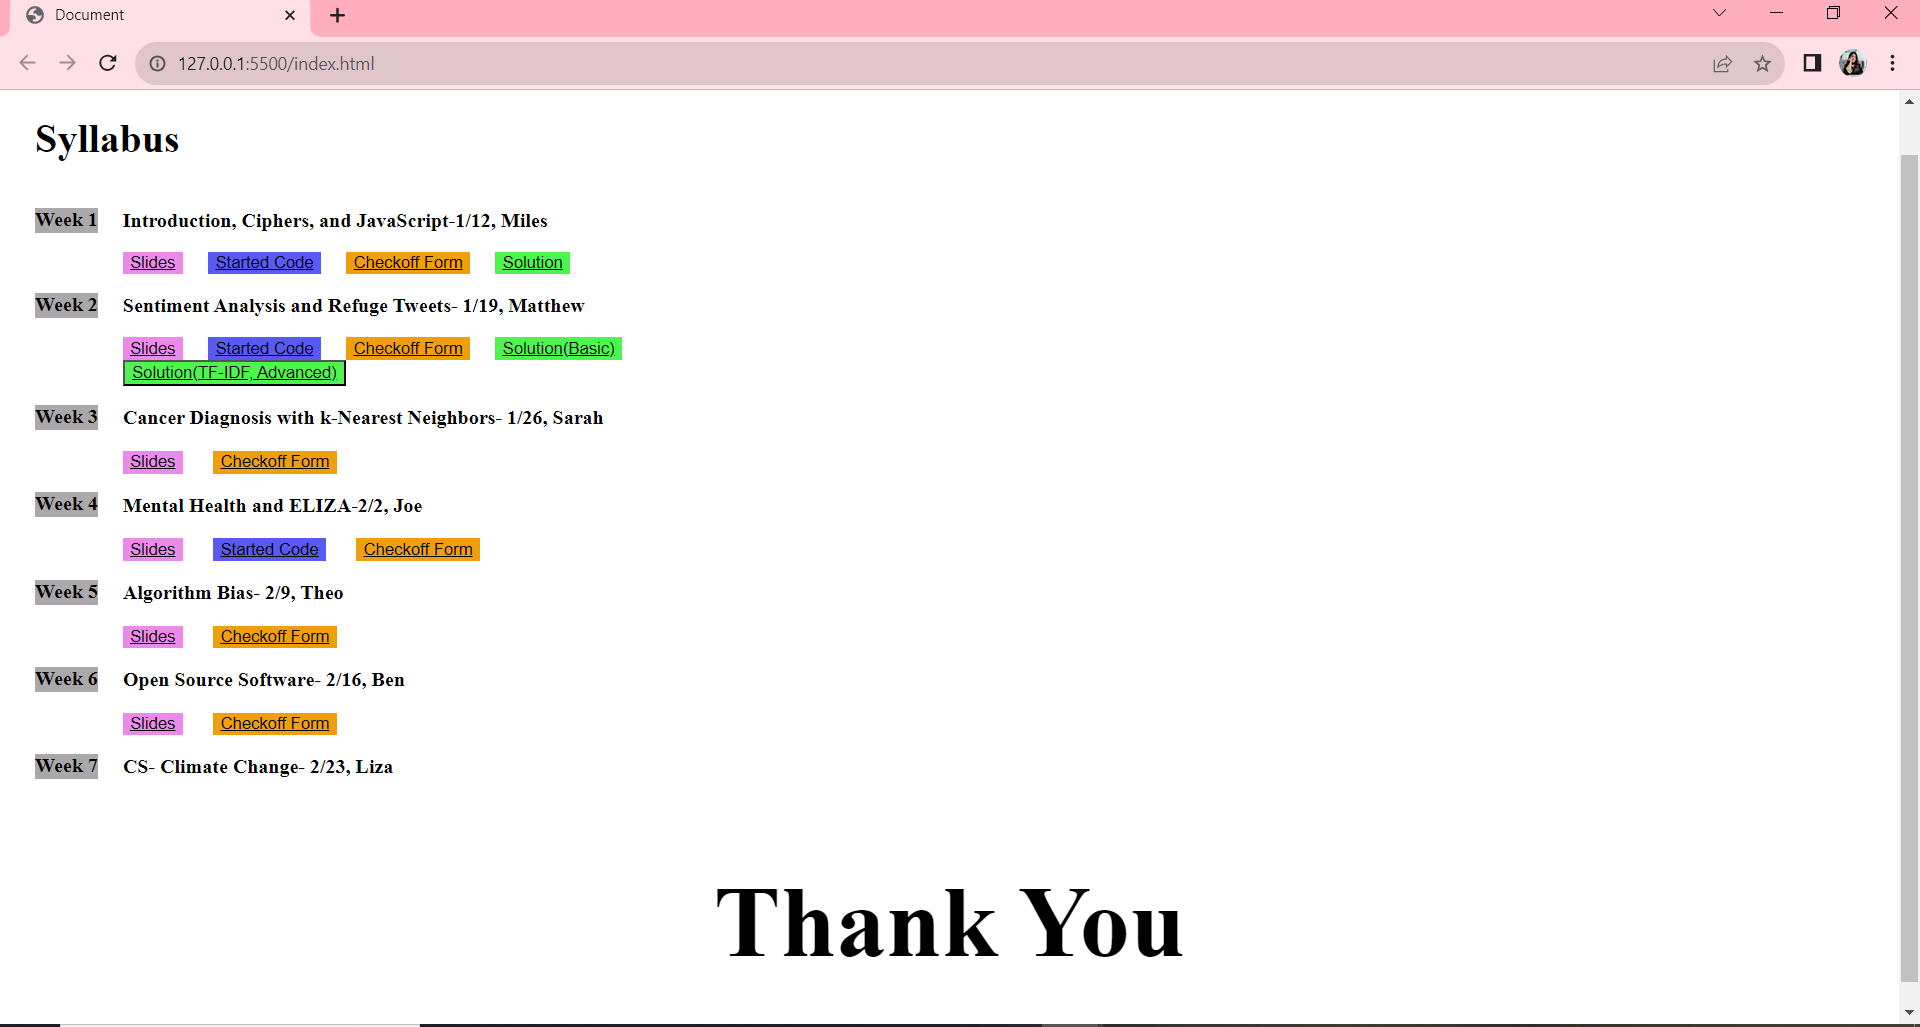 Document
127.0.0.1:5500/index.html
Syllabus
Week 1 Introduction, Ciphers, and JavaScript-1/12, Miles
Slides Started Code Checkoff Form Solution
Week 2 Sentiment Analysis and Refuge Tweets- 1/19, Matthew
Slides Started Code Checkoff Form Solution(Basic)
Solution(TF-IDF, Advanced)
Week 3 Cancer Diagnosis with k-Nearest Neighbors- 1/26, Sarah
Slides Checkoff Form
Week 4 Mental Health and ELIZA-2/2, Joe
Slides Started Code Checkoff Form
Week 5 Algorithm Bias- 2/9, Theo
Slides Checkoff Form
Week 6 Open Source Software- 2/16, Ben
Slides Checkoff Form
Week 7 CS- Climate Change- 2/23, Liza
Thank You